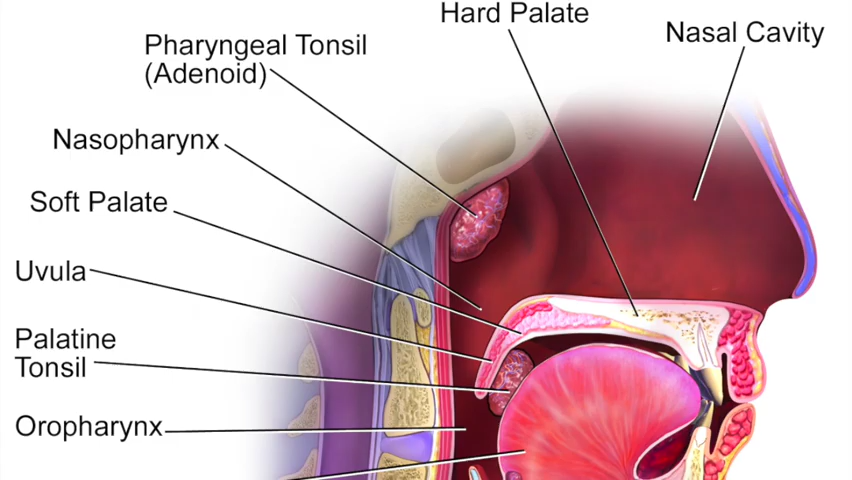 Hard Palate
Nasal Cavity
Pharyngeal Tonsil
(Adenoid)
Nasopharynx
Soft Palate
Uvula
Palatine
Tonsil
Oropharynx